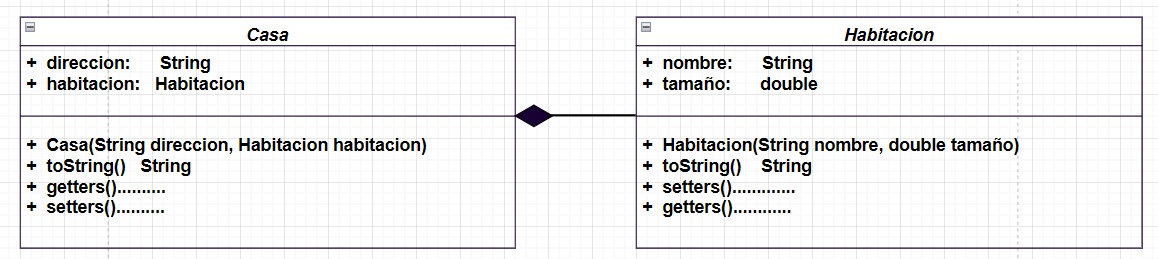 Casa
+ direccion: String
+ habitacion: Habitacion
+ Casa(String direccion, Habitacion habitacion)
+ toString() String
+ getters()..........
+ setters()..........
Habitacion
+ nombre: String
+ tamaño: double
+ Habitacion(String nombre, double tamaño)
+ toString() String
+ setters().............
+ getters()............